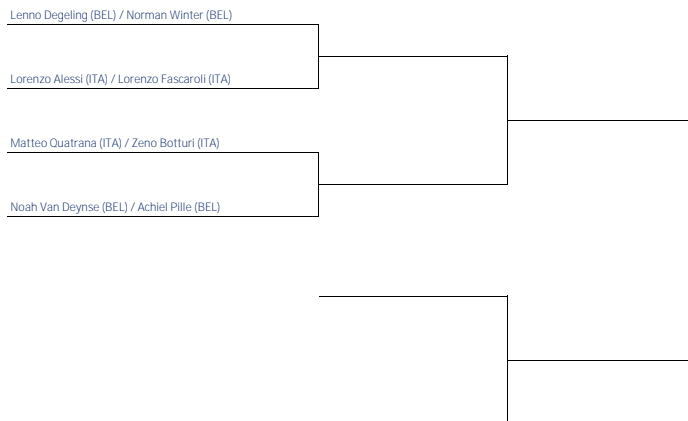 Lenno Degeling (BEL) / Norman Winter (BEL)
Lorenzo Alessi (ITA) / Lorenzo Fascaroli (ITA)
Matteo Quatrana (ITA) / Zeno Botturi (ITA)
Noah Van Deynse (BEL) / Achiel Pille (BEL)